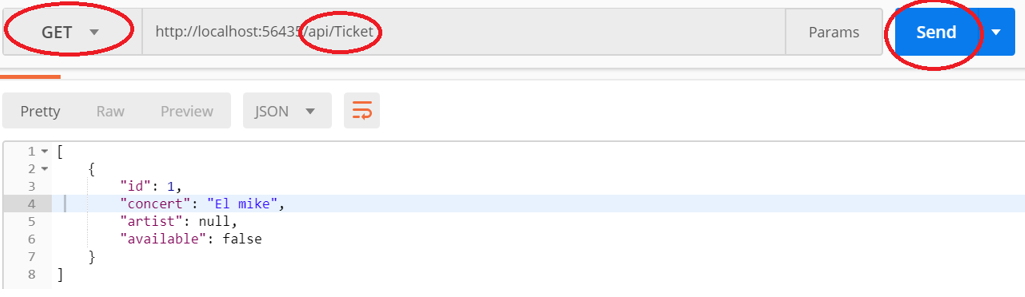 GET http://localhost:56435/api/Ticket Params Send
Pretty Raw Preview JSON
1 [
2 {
3 "id": 1,
4 "concert": "El mike",
5 "artist": null,
6 "available": false
7 }
8 ]